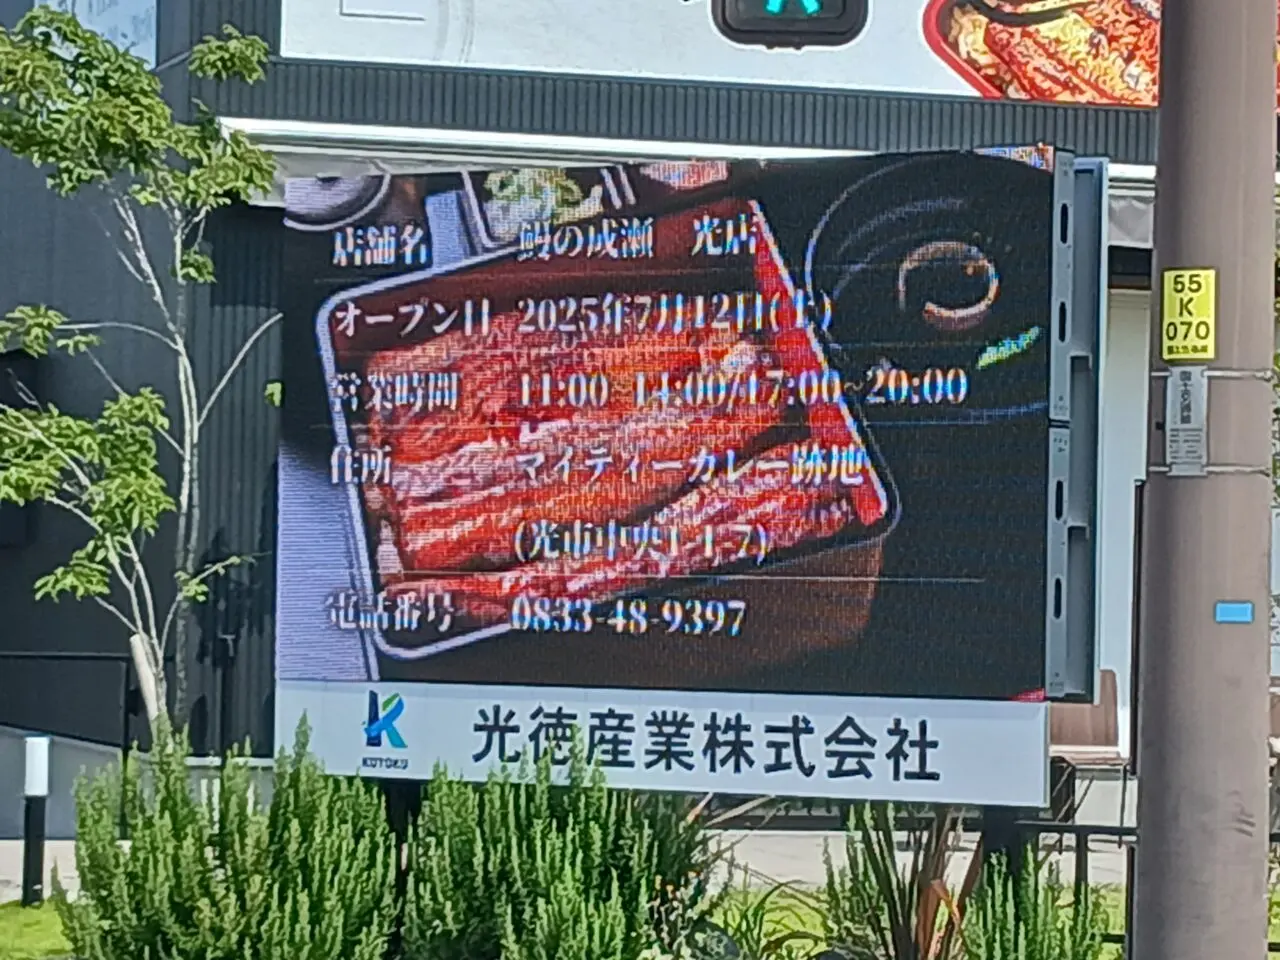 店舗名 鰻の成瀬 光店
オープン日 2025年7月12日(土)
営業時間 11:00~14:00/17:00~20:00
住所 マイティーカレー跡地
(光市中央1-1-7)
電話番号 0833-48-9397
KOTOKU
光徳産業株式会社
55
K
070